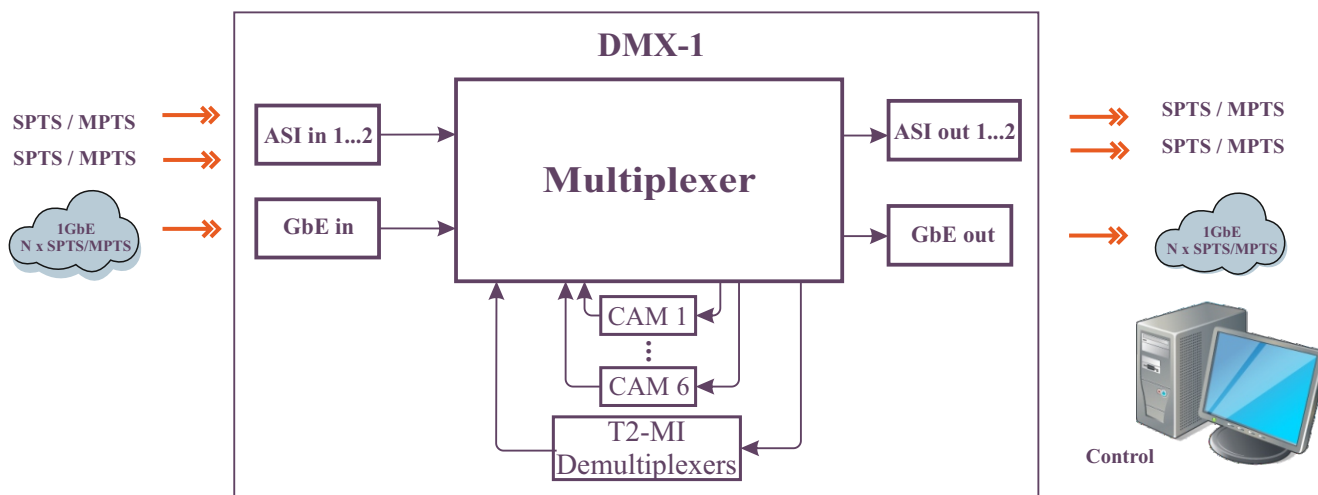 DMX-1
SPTS / MPTS
SPTS / MPTS
1GbE
N x SPTS/MPTS
ASI in 1...2
GbE in
Multiplexer
ASI out 1...2
GbE out
SPTS / MPTS
SPTS / MPTS
1GbE
N x SPTS/MPTS
CAM 1
CAM 6
T2-MI
Demultiplexers
Control